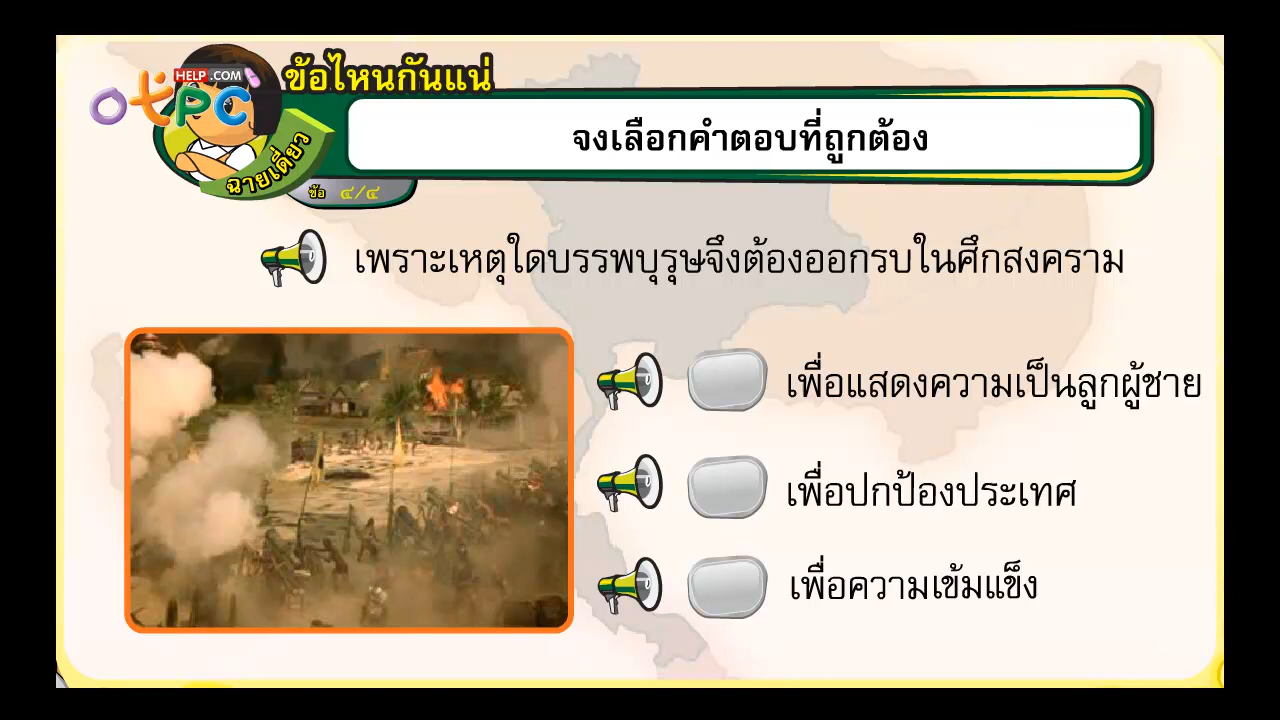 HELP .COM
OTPC
ข้อไหนกันแน่
จงเลือกคำตอบที่ถูกต้อง
ฉายเดี่ยว
ข้อ ๔/๔
เพราะเหตุใดบรรพบุรุษจึงต้องออกรบในศึกสงคราม
เพื่อแสดงความเป็นลูกผู้ชาย
เพื่อปกป้องประเทศ
เพื่อความเข้มแข็ง